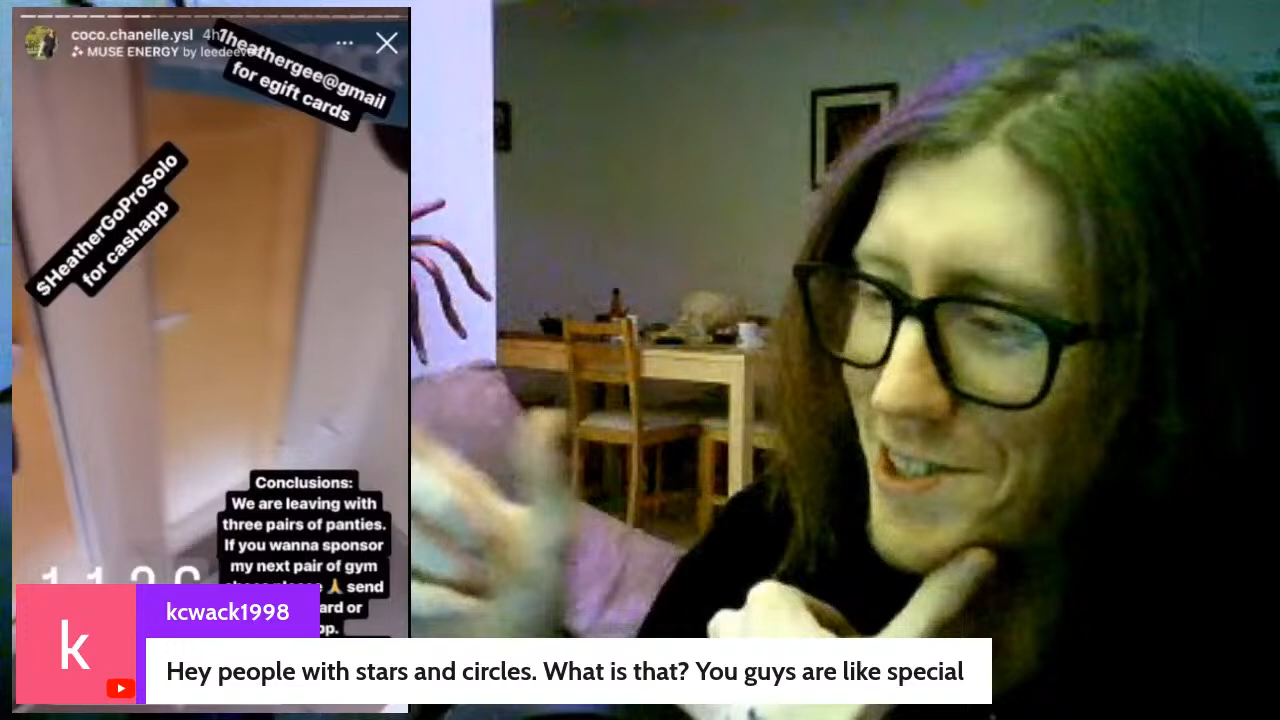 coco.chanelle.ysl 4h
MUSE ENERGY by
1heathergee@gmail
for egift cards
$HeatherGoProSolo
for cashapp
Conclusions:
We are leaving with
three pairs of panties.
If you wanna sponsor
my next pair of gym
send
or
k
kcwack1998
Hey people with stars and circles. What is that? You guys are like special